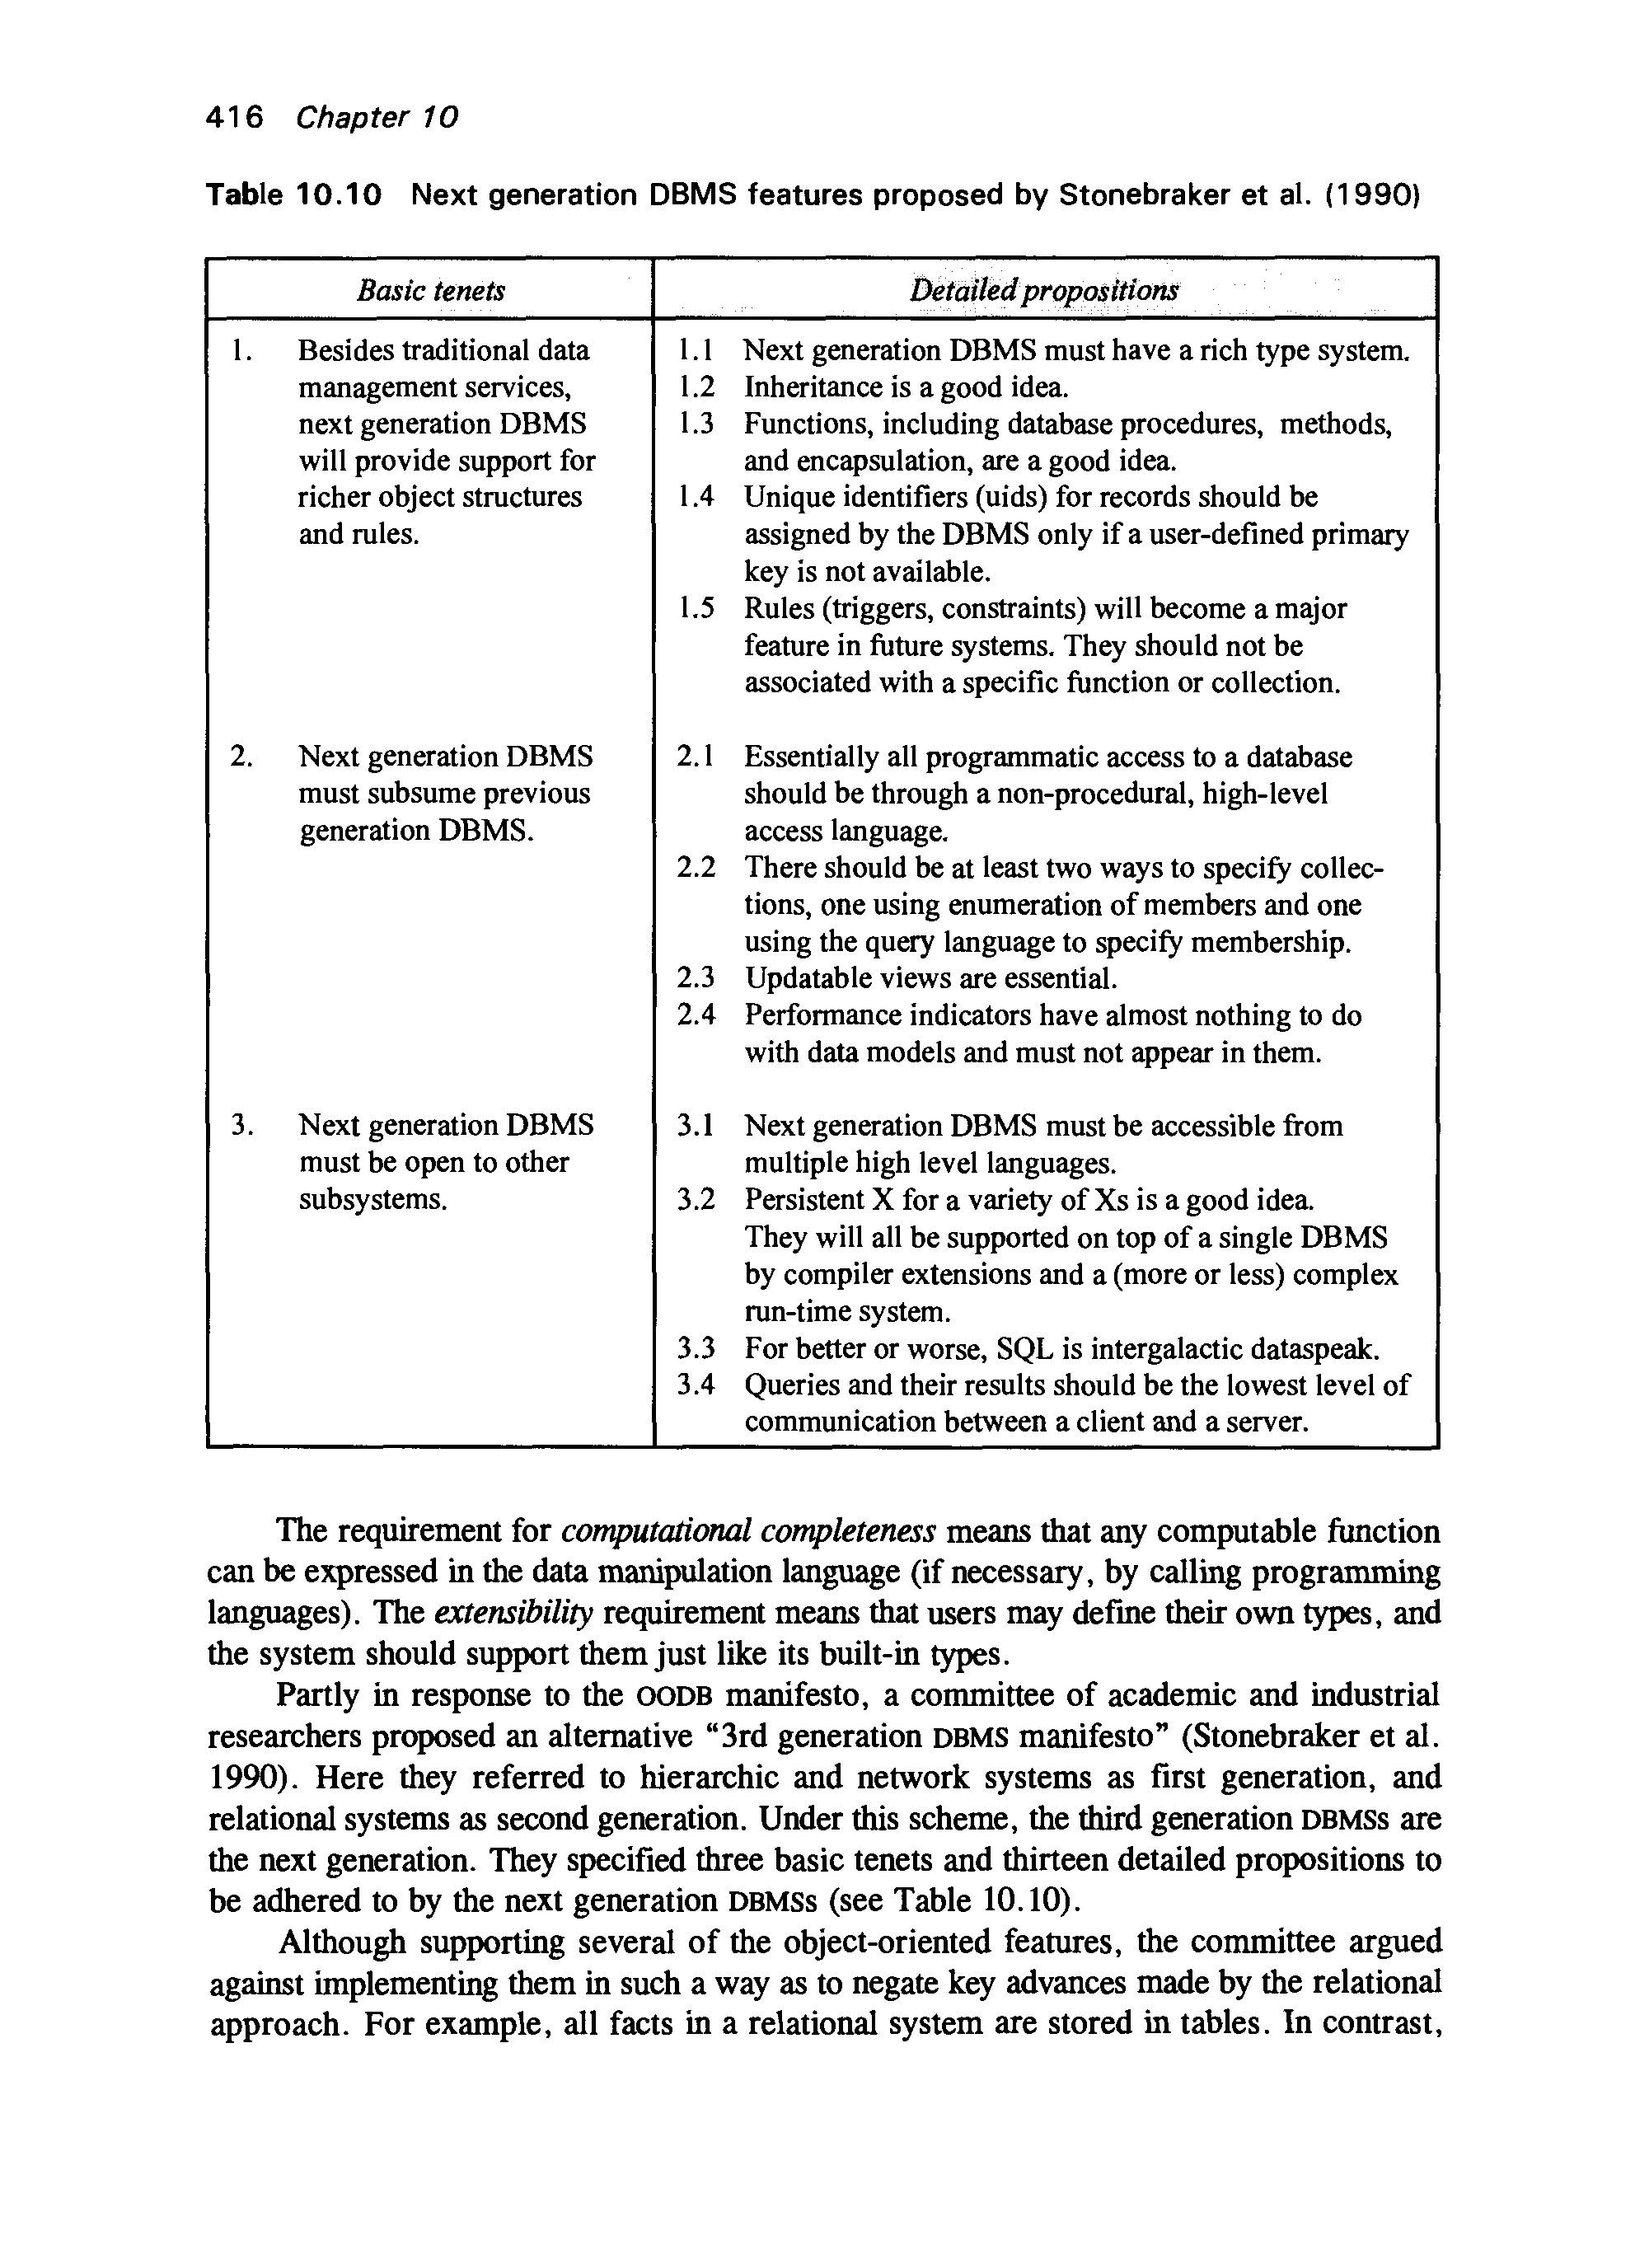 416 Chapter 10
Table 10.10 Next generation DBMS features proposed by Stonebraker et al. (1990)
Basic tenets
Detailed propositions
1. Besides traditional data
management services,
next generation DBMS
will provide support for
richer object structures
and rules.
1.1 Next generation DBMS must have a rich type system.
1.2 Inheritance is a good idea.
1.3 Functions, including database procedures, methods,
and encapsulation, are a good idea.
1.4 Unique identifiers (uids) for records should be
assigned by the DBMS only if a user-defined primary
key is not available.
1.5 Rules (triggers, constraints) will become a major
feature in future systems. They should not be
associated with a specific function or collection.
2. Next generation DBMS
must subsume previous
generation DBMS.
2.1 Essentially all programmatic access to a database
should be through a non-procedural, high-level
access language.
2.2 There should be at least two ways to specify collec-
tions, one using enumeration of members and one
using the query language to specify membership.
2.3 Updatable views are essential.
2.4 Performance indicators have almost nothing to do
with data models and must not appear in them.
3. Next generation DBMS
must be open to other
subsystems.
3.1 Next generation DBMS must be accessible from
multiple high level languages.
3.2 Persistent X for a variety of Xs is a good idea.
They will all be supported on top of a single DBMS
by compiler extensions and a (more or less) complex
run-time system.
3.3 For better or worse, SQL is intergalactic dataspeak.
3.4 Queries and their results should be the lowest level of
communication between a client and a server.
The requirement for computational completeness means that any computable function
can be expressed in the data manipulation language (if necessary, by calling programming
languages). The extensibility requirement means that users may define their own types, and
the system should support them just like its built-in types.
Partly in response to the OODB manifesto, a committee of academic and industrial
researchers proposed an alternative “3rd generation DBMS manifesto” (Stonebraker et al.
1990). Here they referred to hierarchic and network systems as first generation, and
relational systems as second generation. Under this scheme, the third generation DBMSs are
the next generation. They specified three basic tenets and thirteen detailed propositions to
be adhered to by the next generation DBMSs (see Table 10.10).
Although supporting several of the object-oriented features, the committee argued
against implementing them in such a way as to negate key advances made by the relational
approach. For example, all facts in a relational system are stored in tables. In contrast,